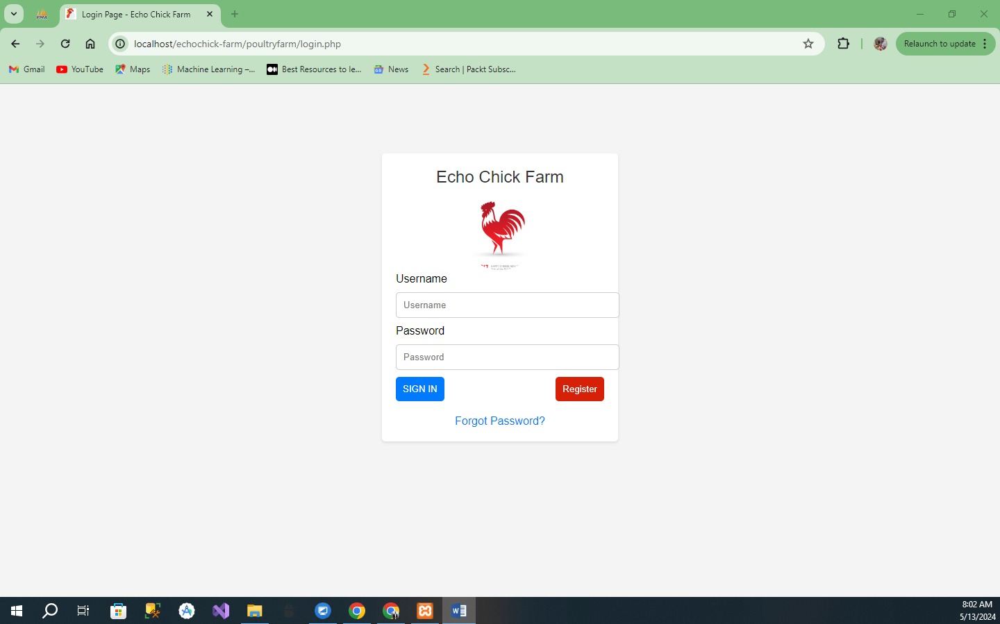 PMA
Login Page - Echo Chick Farm
localhost/echochick-farm/poultryfarm/login.php
Relaunch to update
Gmail
YouTube
Maps
Machine Learning –...
Best Resources to le...
News
Search | Packt Subsc...
Echo Chick Farm
Username
Username
Password
Password
SIGN IN
Register
Forgot Password?
8:02 AM
5/13/2024